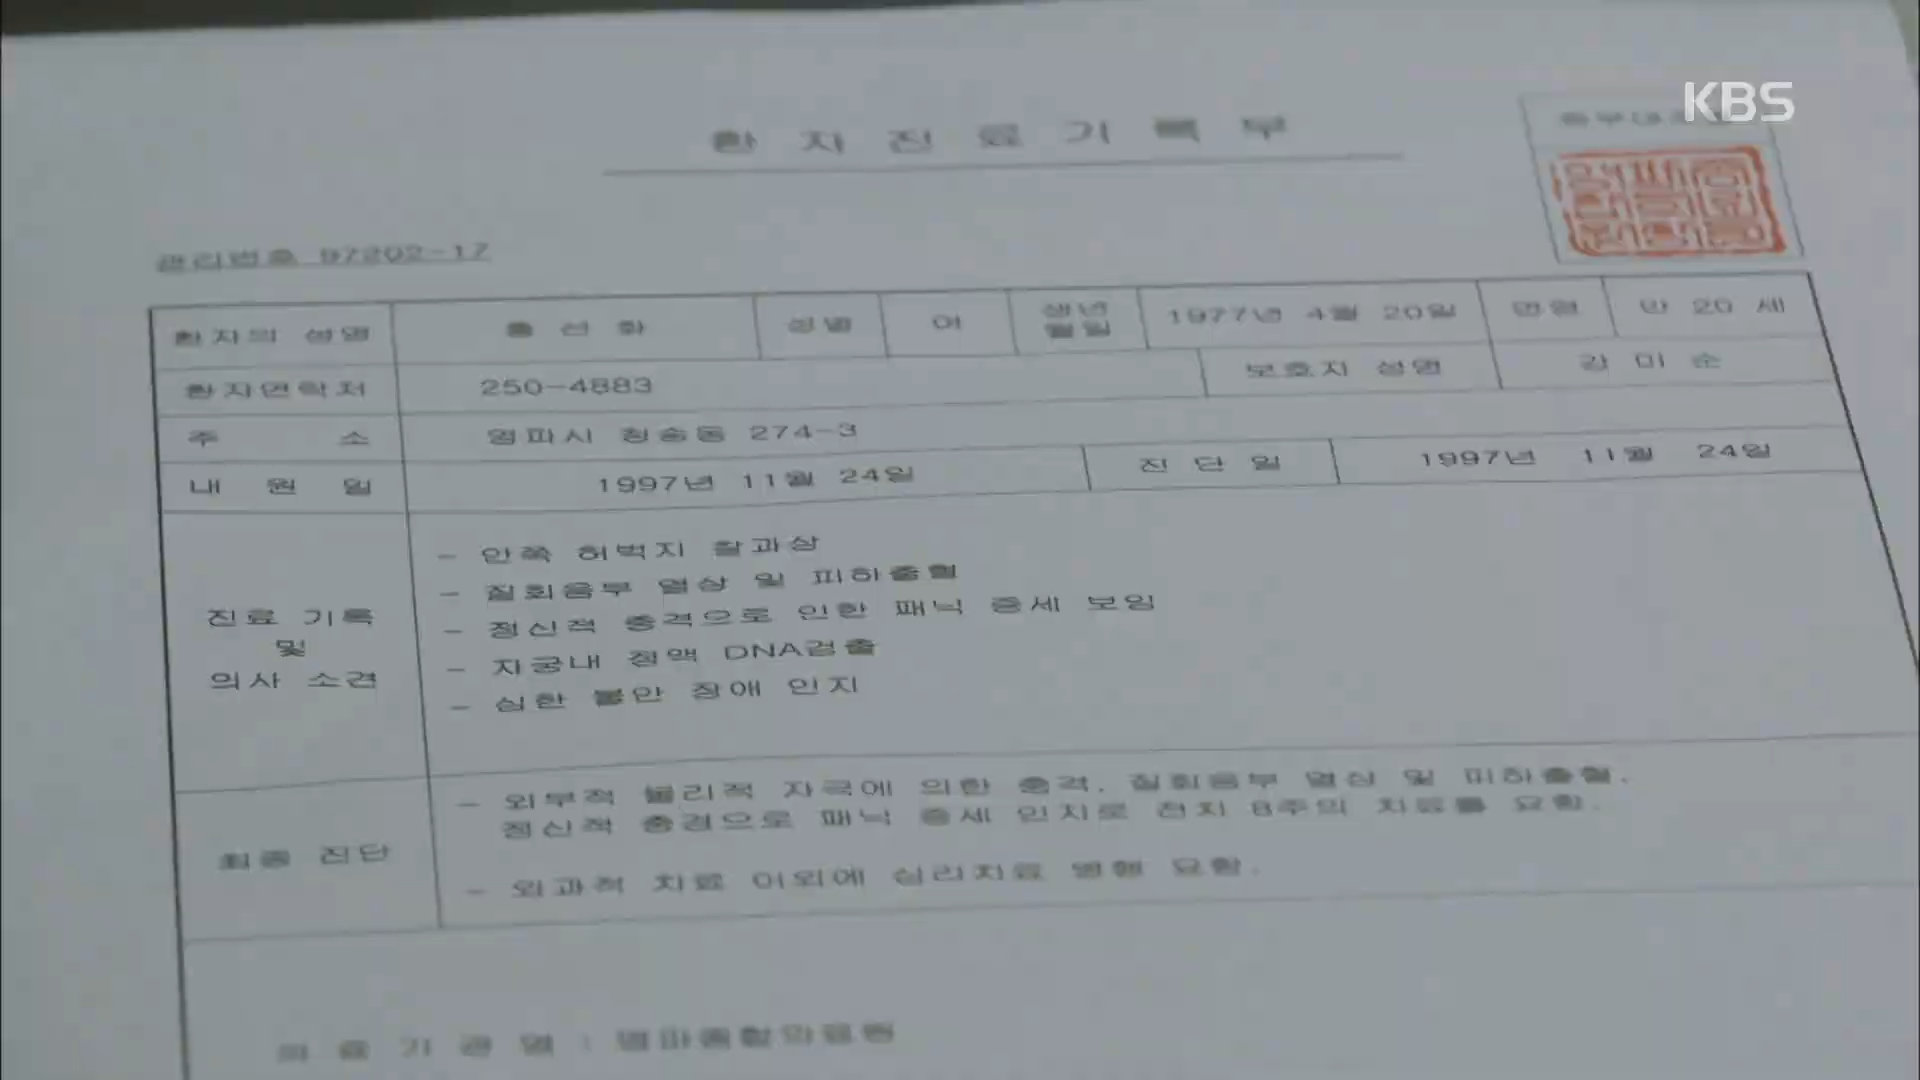 KBS
환 자 진 료 기 록 부
관리번호 97202-17
환자의 성명 홍 선 화 성별 여 생년월일 1977년 4월 20일 연령 만 20 세
환자연락처 250-4883 보호자 성명 강 미 순
주 소 영파시 청송동 274-3
내 원 일 1997년 11월 24일 진 단 일 1997년 11월 24일
진료 기록
및
의사 소견
- 안쪽 허벅지 찰과상
- 질회음부 열상 및 피하출혈
- 정신적 충격으로 인한 패닉 증세 보임
- 자궁내 정액 DNA검출
- 심한 불안 장애 인지
최종 진단
- 외부적 물리적 자극에 의한 충격, 질회음부 열상 및 피하출혈,
정신적 충격으로 패닉 증세 인지로 전치 8주의 치료를 요함.
- 외과적 치료 이외에 심리치료 병행 요함.
의 료 기 관 명 :